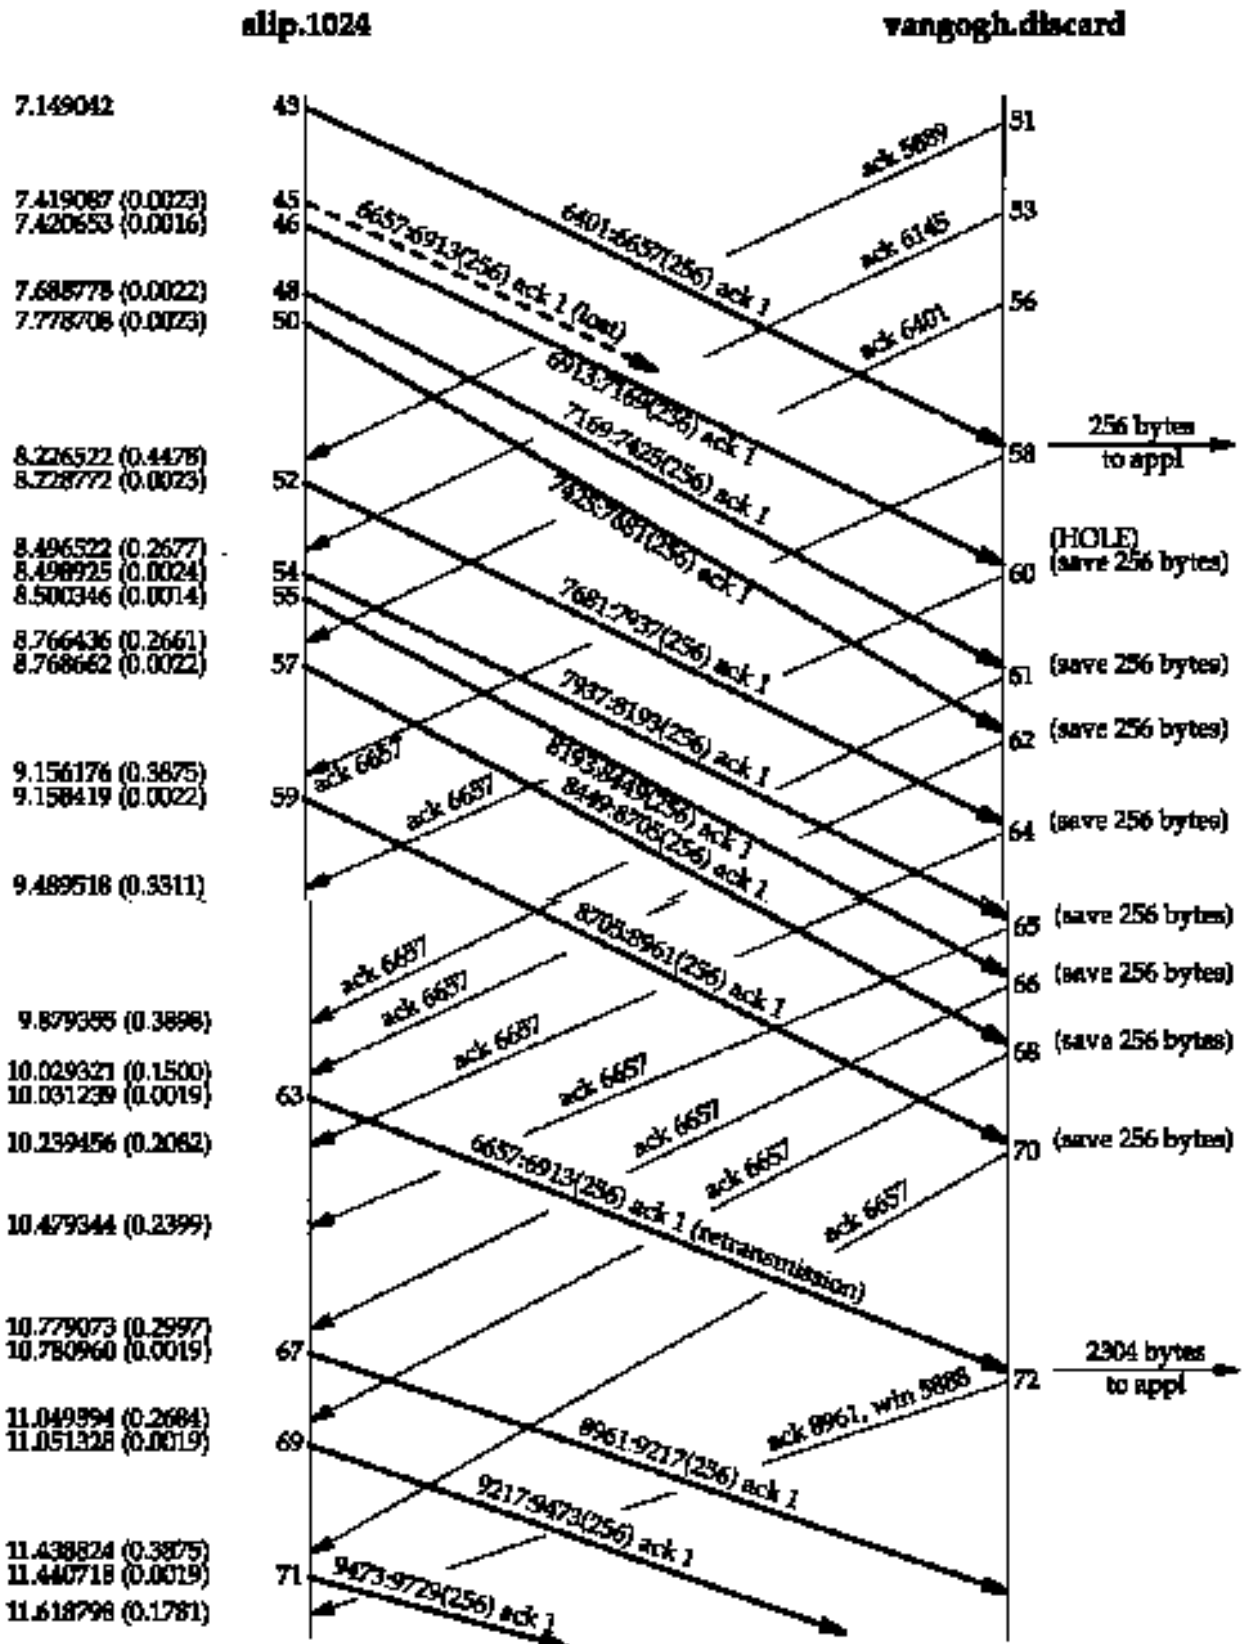 slip.1024
vangogh.discard
7.149042
43
51
ack 5889
7.419087 (0.0023)
45
53
7.420653 (0.0016)
46
6401:6657(256) ack 1
6657:6913(256) ack 1 (lost)
ack 6145
7.688778 (0.0022)
48
56
7.778708 (0.0023)
50
ack 6401
6913:7169(256) ack 1
7169:7425(256) ack 1
256 bytes
to appl
58
8.226522 (0.4478)
8.228772 (0.0023)
52
7425:7681(256) ack 1
(HOLE)
(save 256 bytes)
60
8.496522 (0.2677)
8.498925 (0.0024)
54
8.500346 (0.0014)
55
7681:7937(256) ack 1
8.766436 (0.2661)
8.768662 (0.0022)
57
61
(save 256 bytes)
7937:8193(256) ack 1
62
(save 256 bytes)
9.156176 (0.3875)
ack 6657
9.158419 (0.0022)
59
ack 6657
8193:8449(256) ack 1
8449:8705(256) ack 1
64
(save 256 bytes)
9.489518 (0.3311)
65
(save 256 bytes)
8705:8961(256) ack 1
ack 6657
ack 6657
66
(save 256 bytes)
9.879355 (0.3898)
ack 6657
68
(save 256 bytes)
10.029321 (0.1500)
10.031239 (0.0019)
63
ack 6657
ack 6657
10.239456 (0.2082)
70
(save 256 bytes)
6657:6913(256) ack 1 (retransmission)
ack 6657
ack 6657
10.479344 (0.2399)
10.779073 (0.2997)
10.780960 (0.0019)
67
72
2304 bytes
to appl
ack 8961, win 5888
11.049394 (0.2684)
11.051328 (0.0019)
69
8961:9217(256) ack 1
9217:9473(256) ack 1
11.438824 (0.3875)
11.440718 (0.0019)
71
9473:9729(256) ack 1
11.618798 (0.1781)